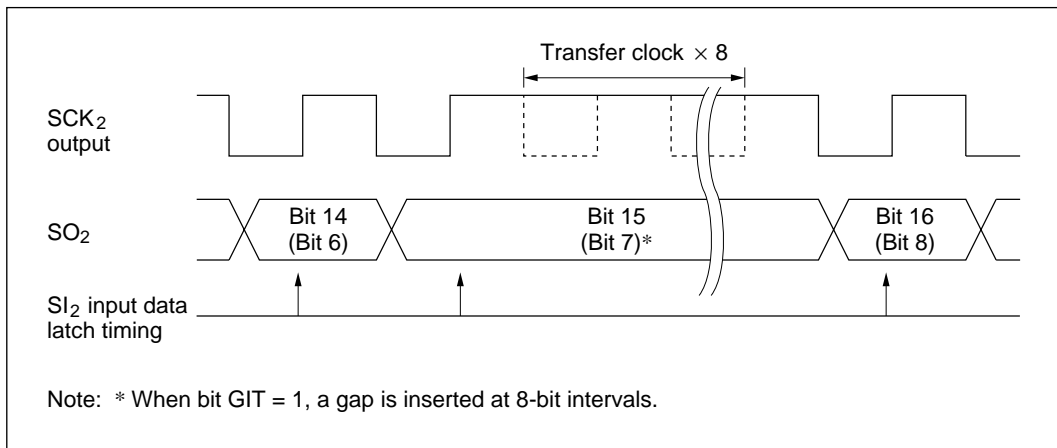 Transfer clock × 8
SCK2
output
SO2
Bit 14
(Bit 6)
Bit 15
(Bit 7)*
Bit 16
(Bit 8)
SI2 input data
latch timing
Note: * When bit GIT = 1, a gap is inserted at 8-bit intervals.